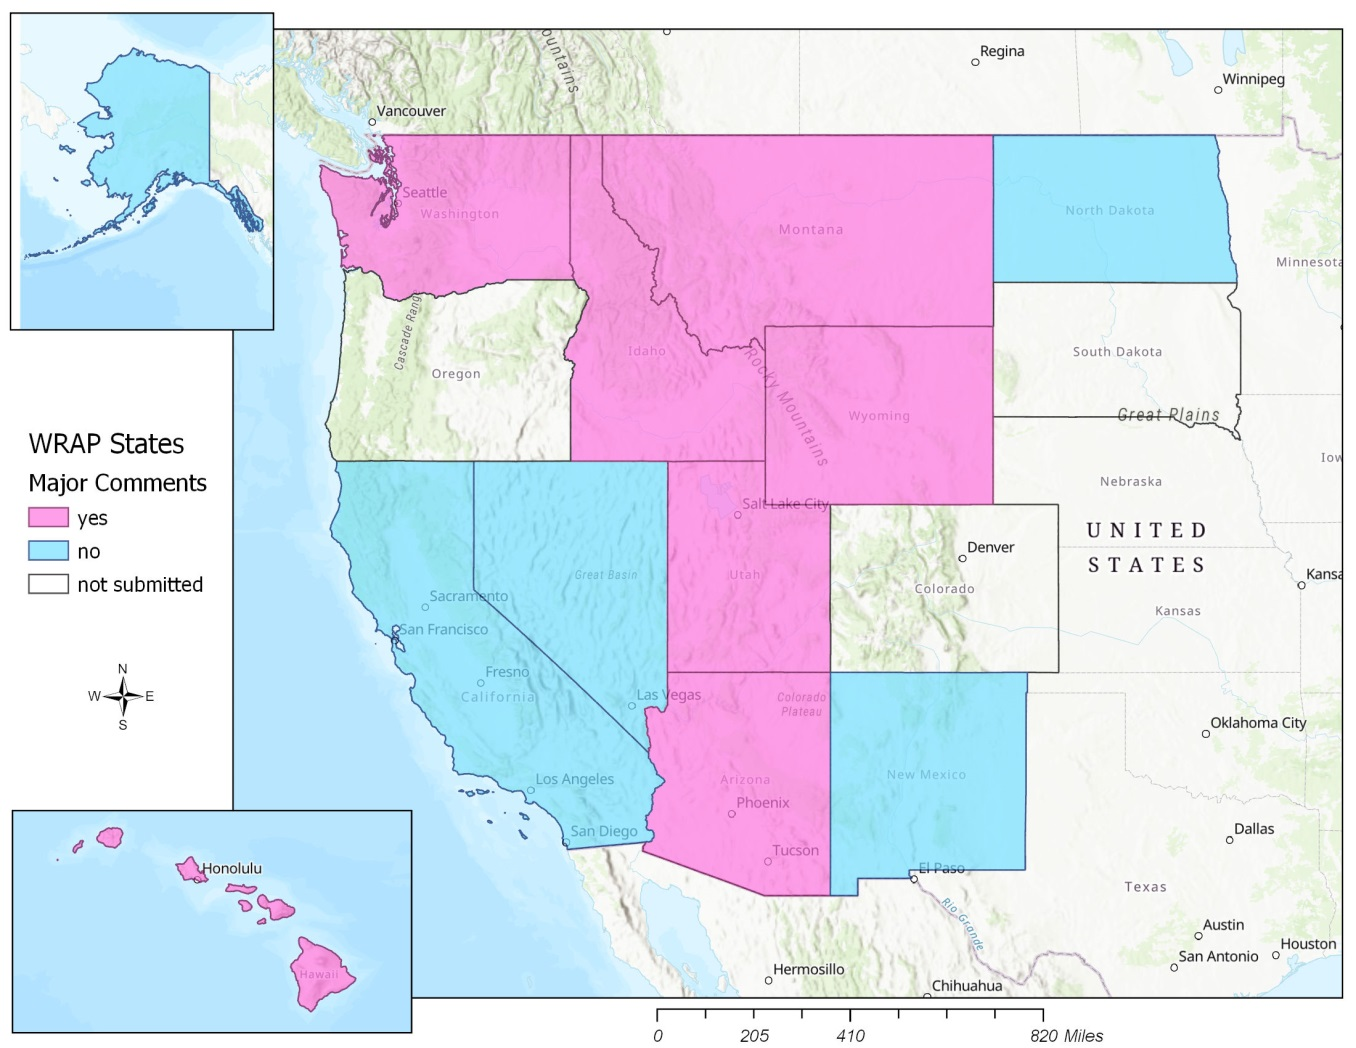 ountains
Regina
Winnipeg
Vancouver
Seattle
Washington
Montana
North Dakota
Minnesota
Cascade Rang
Oregon
Idaho
Rocky Mountains
Wyoming
South Dakota
Great Plains
Iow
Nebraska
WRAP States
Major Comments
yes
no
not submitted
N
W
E
S
Salt Lake City
Utah
Great Basin
Denver
Colorado
UNITED
STATES
Kansa
Kansas
Sacramento
San Francisco
Fresno
California
Las Vegas
Colorado
Plateau
Oklahoma City
Los Angeles
San Diego
Arizona
Phoenix
Tucson
New Mexico
El Paso
Rio Grande
Dallas
Texas
Austin
San Antonio
Houston
Hermosillo
Chihuahua
Honolulu
Hawaii
0 205 410 820 Miles